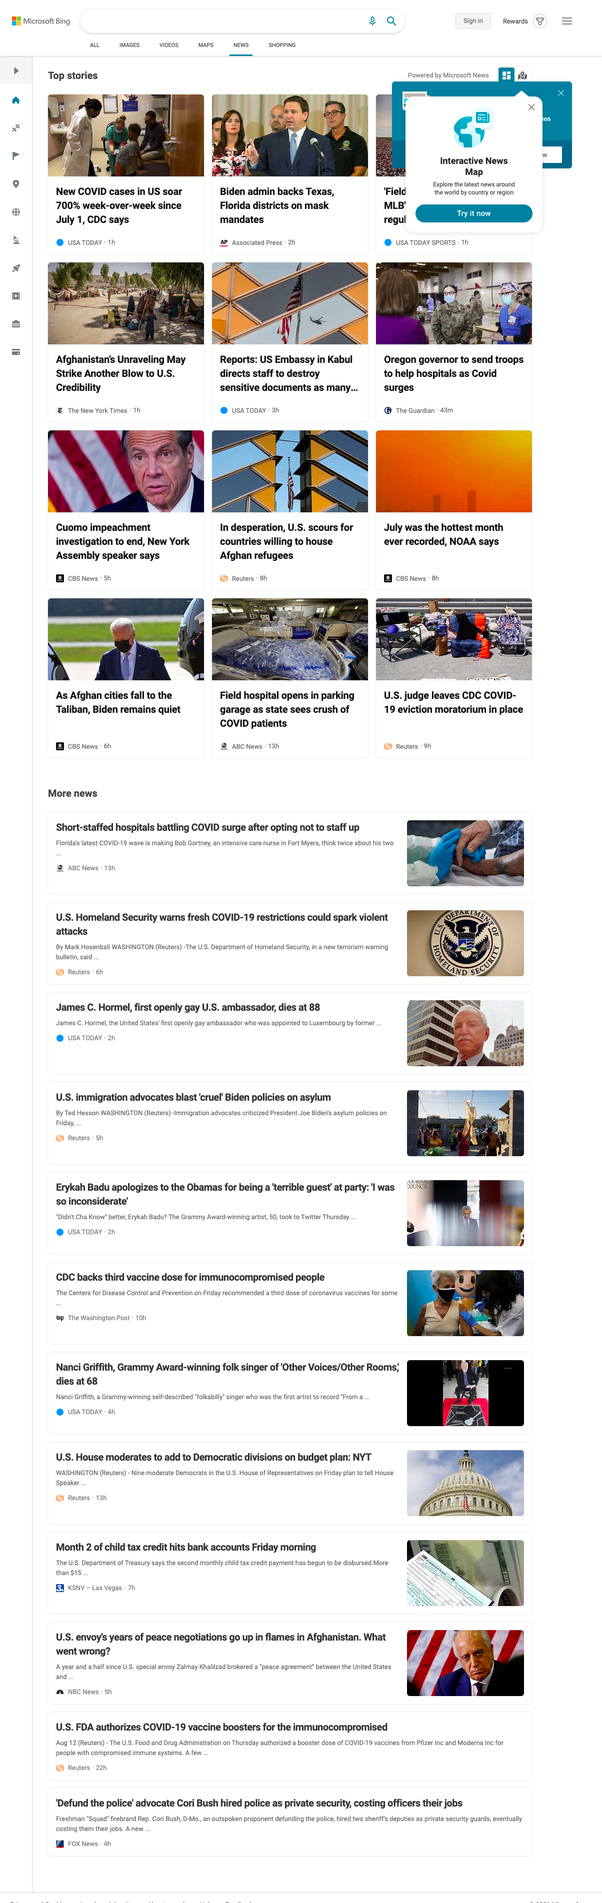 Microsoft Bing
Sign in
Rewards
ALL
IMAGES
VIDEOS
MAPS
NEWS
SHOPPING
Top stories
Powered by Microsoft News
Interactive News
Map
Explore the latest news around
the world by country or region
Try it now
New COVID cases in US soar
700% week-over-week since
July 1, CDC says
USA TODAY · 1h
Biden admin backs Texas,
Florida districts on mask
mandates
AP
Associated Press · 2h
'Field
MLB'
regul
USA TODAY SPORTS · 1h
Afghanistan's Unraveling May
Strike Another Blow to U.S.
Credibility
The New York Times · 1h
Reports: US Embassy in Kabul
directs staff to destroy
sensitive documents as many...
USA TODAY · 3h
Oregon governor to send troops
to help hospitals as Covid
surges
The Guardian · 43m
Cuomo impeachment
investigation to end, New York
Assembly speaker says
CBS News · 5h
In desperation, U.S. scours for
countries willing to house
Afghan refugees
Reuters · 8h
July was the hottest month
ever recorded, NOAA says
CBS News · 8h
As Afghan cities fall to the
Taliban, Biden remains quiet
CBS News · 6h
Field hospital opens in parking
garage as state sees crush of
COVID patients
ABC News · 13h
U.S. judge leaves CDC COVID-
19 eviction moratorium in place
Reuters · 9h
More news
Short-staffed hospitals battling COVID surge after opting not to staff up
Florida's latest COVID-19 wave is making Bob Gortney, an intensive care nurse in Fort Myers, think twice about his two
...
ABC News · 13h
U.S. Homeland Security warns fresh COVID-19 restrictions could spark violent
attacks
By Mark Hosenball WASHINGTON (Reuters) -The U.S. Department of Homeland Security, in a new terrorism warning
bulletin, said ...
Reuters · 6h
U.S. DEPARTMENT OF
HOMELAND SECURITY
James C. Hormel, first openly gay U.S. ambassador, dies at 88
James C. Hormel, the United States' first openly gay ambassador who was appointed to Luxembourg by former ...
USA TODAY · 2h
U.S. immigration advocates blast 'cruel' Biden policies on asylum
By Ted Hesson WASHINGTON (Reuters) -Immigration advocates criticized President Joe Biden's asylum policies on
Friday, ...
Reuters · 5h
Erykah Badu apologizes to the Obamas for being a 'terrible guest' at party: 'I was
so inconsiderate'
"Didn't Cha Know" better, Erykah Badu? The Grammy Award-winning artist, 50, took to Twitter Thursday ...
USA TODAY · 2h
CDC backs third vaccine dose for immunocompromised people
The Centers for Disease Control and Prevention on Friday recommended a third dose of coronavirus vaccines for some
...
wp
The Washington Post · 10h
Nanci Griffith, Grammy Award-winning folk singer of 'Other Voices/Other Rooms,'
dies at 68
Nanci Griffith, a Grammy-winning self-described "folkabilly" singer who was the first artist to record "From a ...
USA TODAY · 4h
U.S. House moderates to add to Democratic divisions on budget plan: NYT
WASHINGTON (Reuters) - Nine moderate Democrats in the U.S. House of Representatives on Friday plan to tell House
Speaker ...
Reuters · 13h
Month 2 of child tax credit hits bank accounts Friday morning
The U.S. Department of Treasury says the second monthly child tax credit payment has begun to be disbursed.More
than $15 ...
KSNV – Las Vegas · 7h
U.S. envoy's years of peace negotiations go up in flames in Afghanistan. What
went wrong?
A year and a half since U.S. special envoy Zalmay Khalilzad brokered a "peace agreement" between the United States
and ...
NBC News · 5h
U.S. FDA authorizes COVID-19 vaccine boosters for the immunocompromised
Aug 12 (Reuters) - The U.S. Food and Drug Administration on Thursday authorized a booster dose of COVID-19 vaccines from Pfizer Inc and Moderna Inc for
people with compromised immune systems. A few ...
Reuters · 22h
'Defund the police' advocate Cori Bush hired police as private security, costing officers their jobs
Freshman "Squad" firebrand Rep. Cori Bush, D-Mo., an outspoken proponent defunding the police, hired two sheriff's deputies as private security guards, eventually
costing them their jobs. A new ...
FOX News · 4h